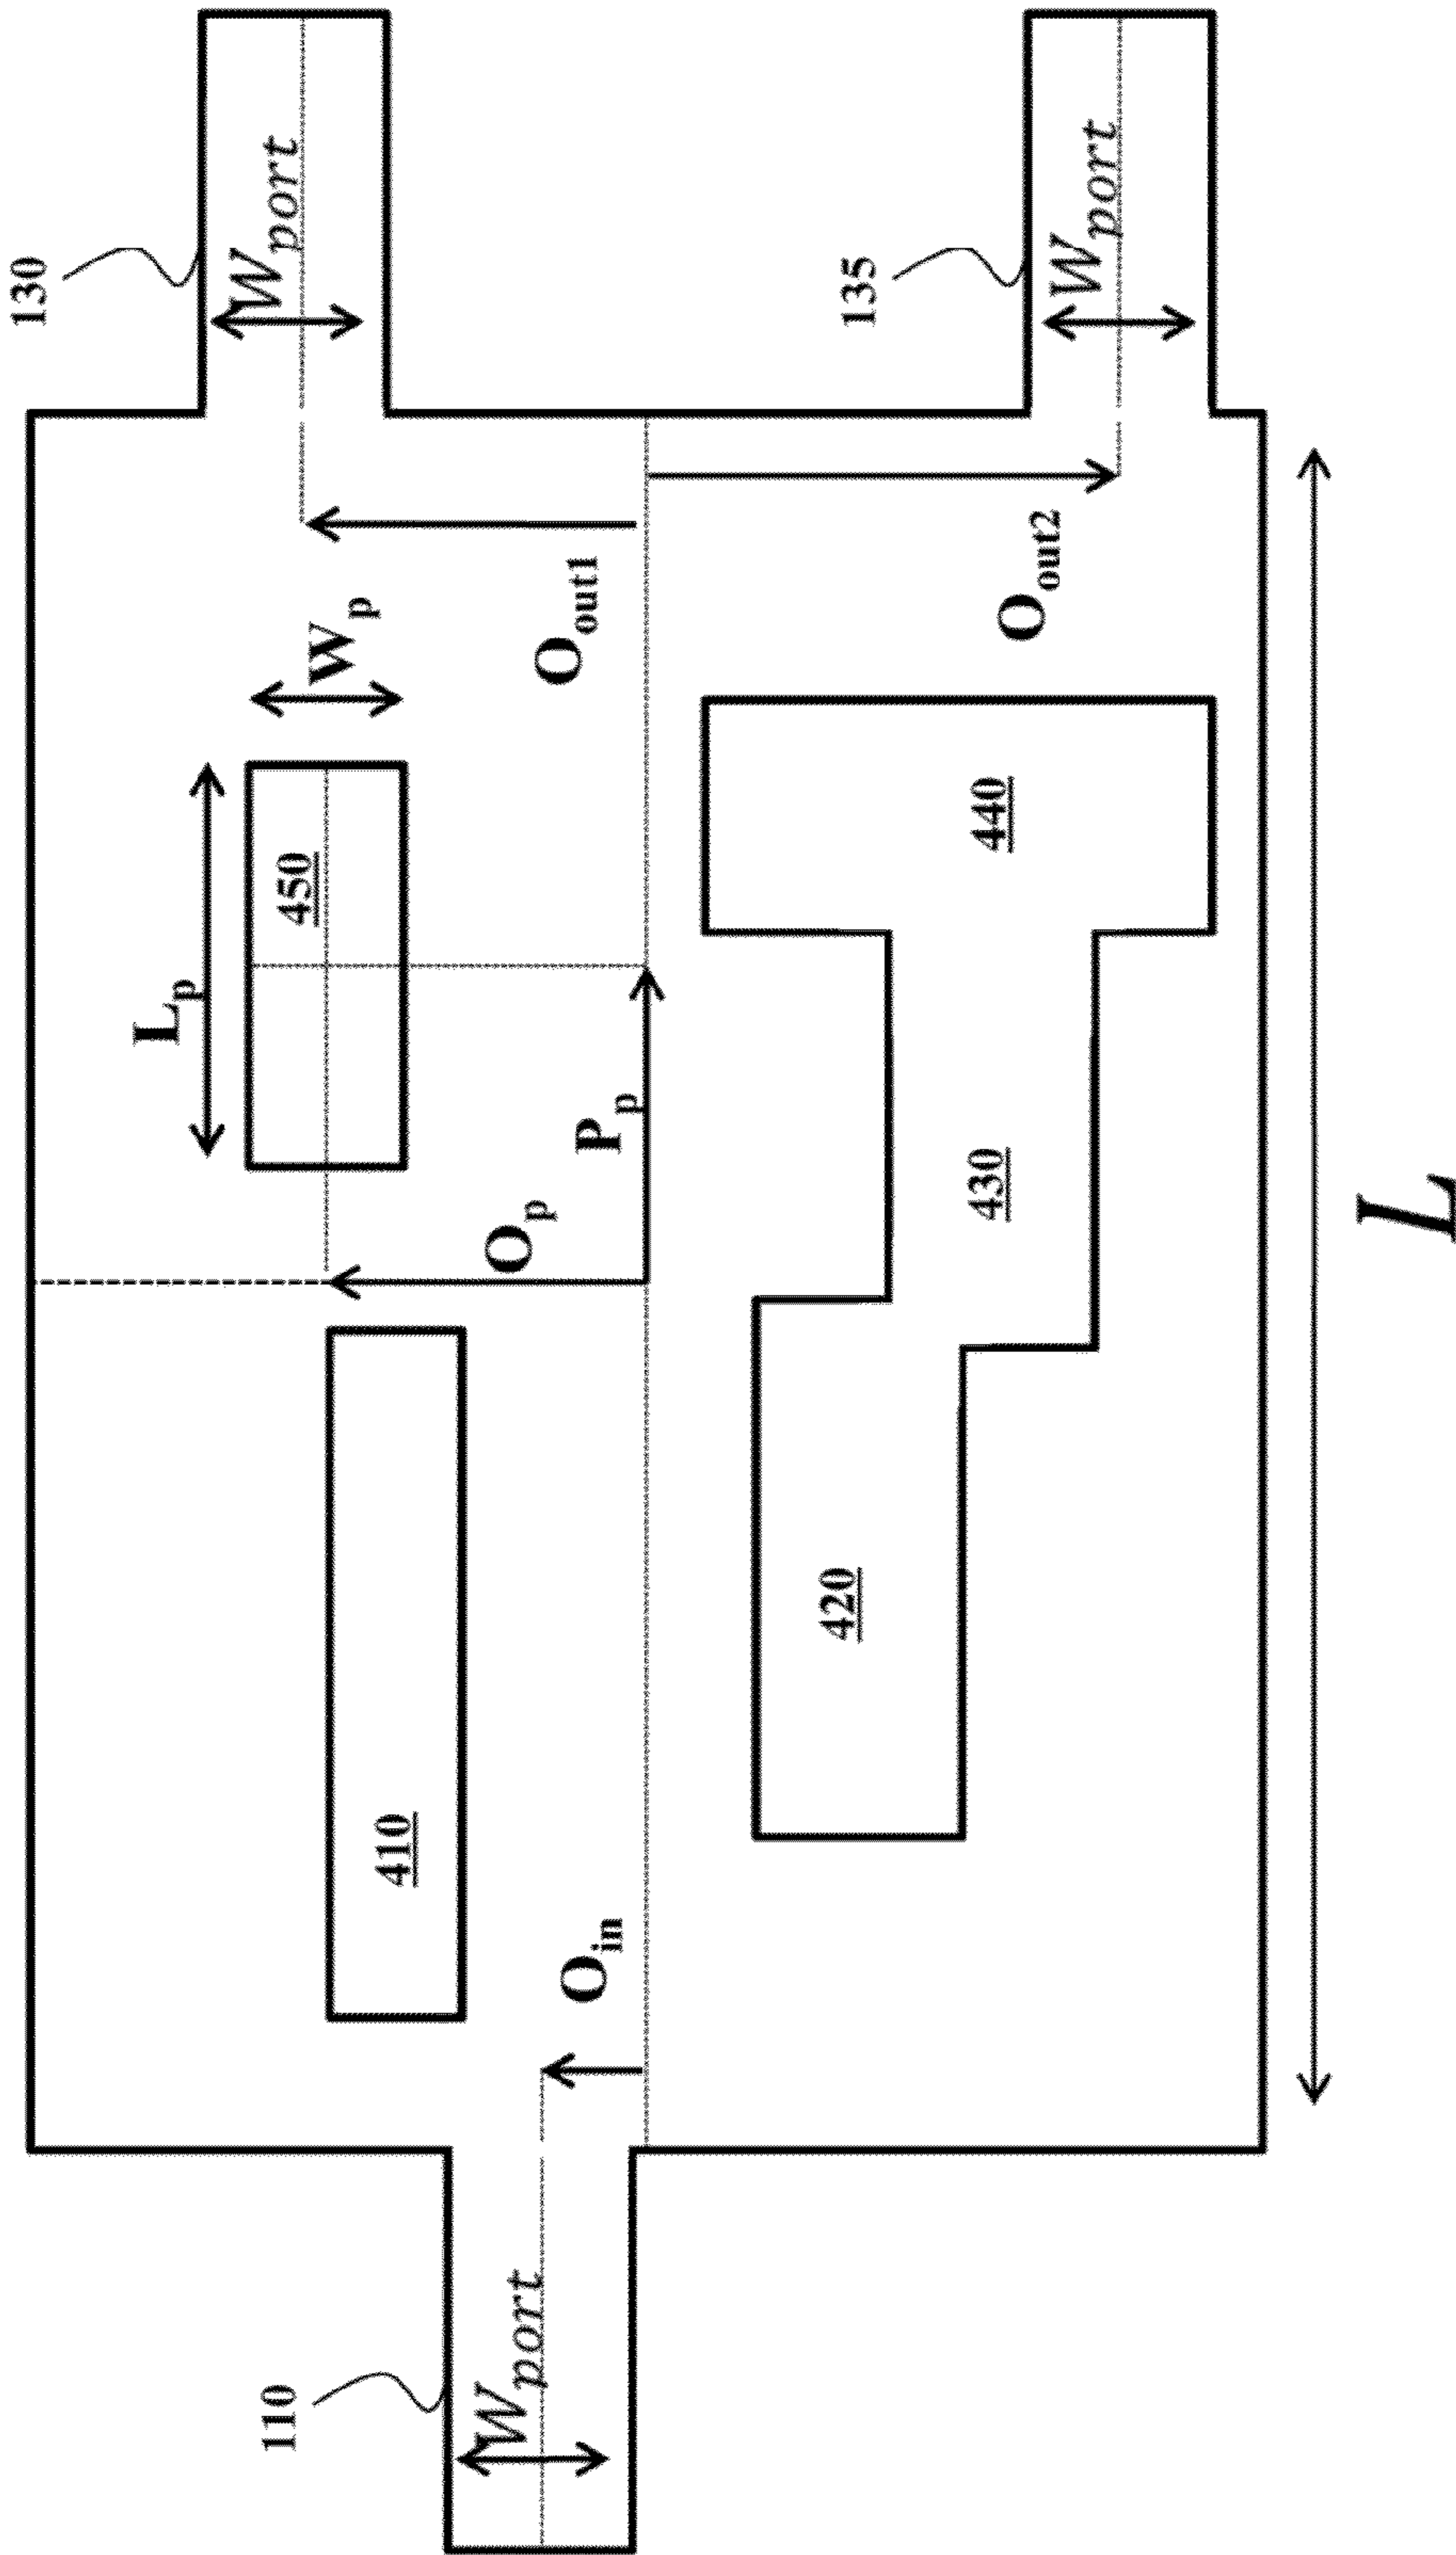 130
W_port
135
W_port
O_out1
O_out2
W_p
L_p
450
440
P_p
O_p
430
410
420
O_in
110
W_port
L